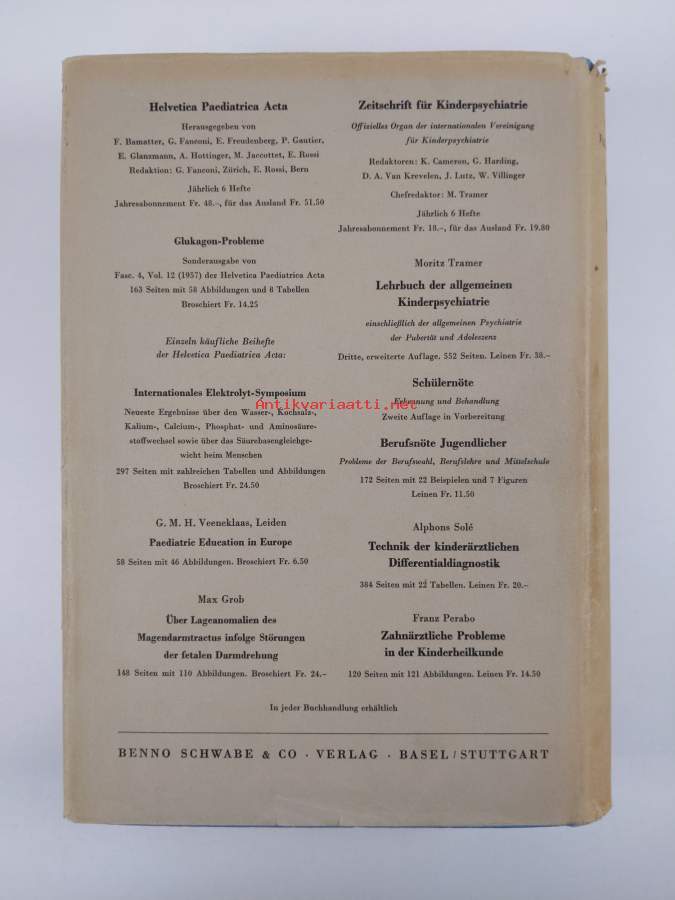 Helvetica Paediatrica Acta
Herausgegeben von
F. Bamatter, G. Fanconi, E. Freudenberg, P. Gautier,
E. Glanzmann, A. Hottinger, M. Jaccottet, E. Rossi
Redaktion: G. Fanconi, Zürich, E. Rossi, Bern
Jährlich 6 Hefte
Jahresabonnement Fr. 48.–, für das Ausland Fr. 51.50
Glukagon-Probleme
Sonderausgabe von
Fasc. 4, Vol. 12 (1957) der Helvetica Paediatrica Acta
163 Seiten mit 58 Abbildungen und 8 Tabellen
Broschiert Fr. 14.25
Einzeln käufliche Beihefte
der Helvetica Paediatrica Acta:
Internationales Elektrolyt-Symposium
Neueste Ergebnisse über den Wasser-, Kochsalz-,
Kalium-, Calcium-, Phosphat- und Aminosäure-
stoffwechsel sowie über das Säurebasengleichge-
wicht beim Menschen
297 Seiten mit zahlreichen Tabellen und Abbildungen
Broschiert Fr. 24.50
G. M. H. Veeneklaas, Leiden
Paediatric Education in Europe
58 Seiten mit 46 Abbildungen. Broschiert Fr. 6.50
Max Grob
Über Lageanomalien des
Magendarmtractus infolge Störungen
der fetalen Darmdrehung
148 Seiten mit 110 Abbildungen. Broschiert Fr. 24.–
Zeitschrift für Kinderpsychiatrie
Offizielles Organ der internationalen Vereinigung
für Kinderpsychiatrie
Redaktoren: K. Cameron, G. Harding,
D. A. Van Krevelen, J. Lutz, W. Villinger
Chefredaktor: M. Tramer
Jährlich 6 Hefte
Jahresabonnement Fr. 18.–, für das Ausland Fr. 19.80
Moritz Tramer
Lehrbuch der allgemeinen
Kinderpsychiatrie
einschließlich der allgemeinen Psychiatrie
der Pubertät und Adoleszenz
Dritte, erweiterte Auflage. 552 Seiten. Leinen Fr. 38.–
Schülernöte
Erkennung und Behandlung
Zweite Auflage in Vorbereitung
Berufsnöte Jugendlicher
Probleme der Berufswahl, Berufslehre und Mittelschule
172 Seiten mit 22 Beispielen und 7 Figuren
Leinen Fr. 11.50
Alphons Solé
Technik der kinderärztlichen
Differentialdiagnostik
384 Seiten mit 22 Tabellen. Leinen Fr. 20.–
Franz Perabo
Zahnärztliche Probleme
in der Kinderheilkunde
120 Seiten mit 121 Abbildungen. Leinen Fr. 14.50
In jeder Buchhandlung erhältlich
BENNO SCHWABE & CO · VERLAG · BASEL / STUTTGART
Antikvariaatti.net